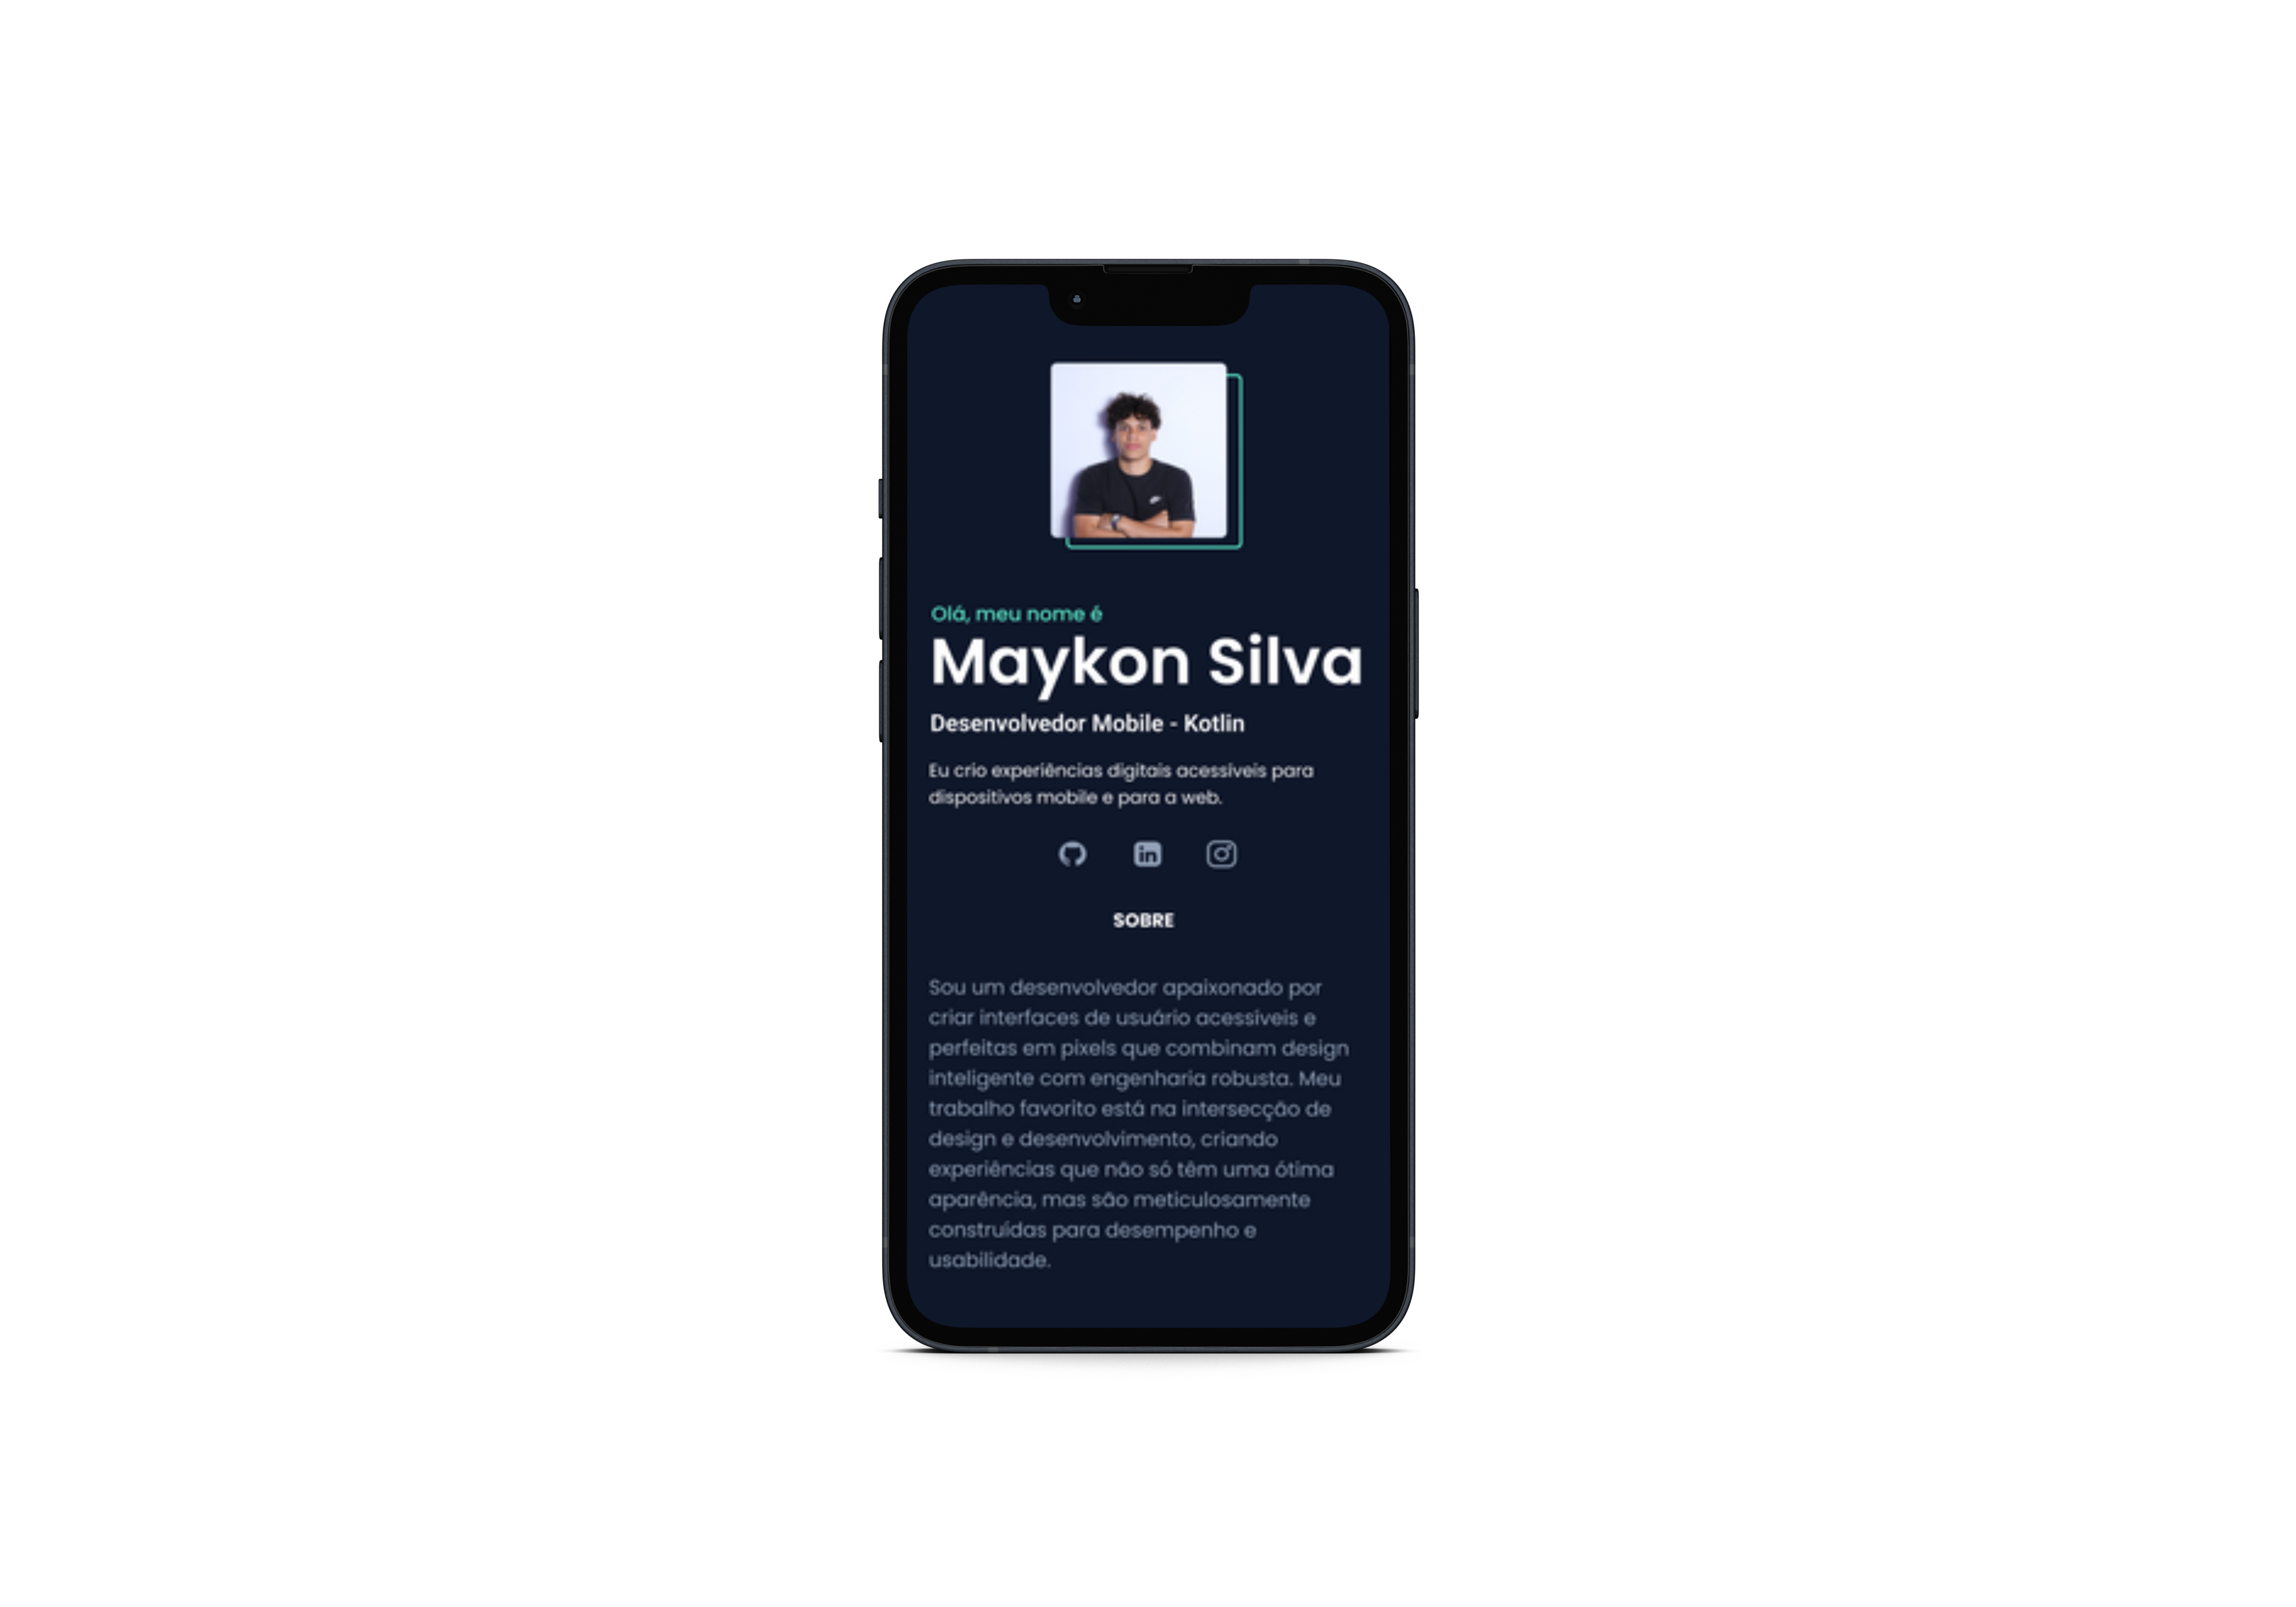 Olá, meu nome é
Maykon Silva
Desenvolvedor Mobile - Kotlin
Eu crio experiências digitais acessíveis para
dispositivos mobile e para a web.
in
SOBRE
Sou um desenvolvedor apaixonado por
criar interfaces de usuário acessíveis e
perfeitas em pixels que combinam design
inteligente com engenharia robusta. Meu
trabalho favorito está na intersecção de
design e desenvolvimento, criando
experiências que não só têm uma ótima
aparência, mas são meticulosamente
construídas para desempenho e
usabilidade.